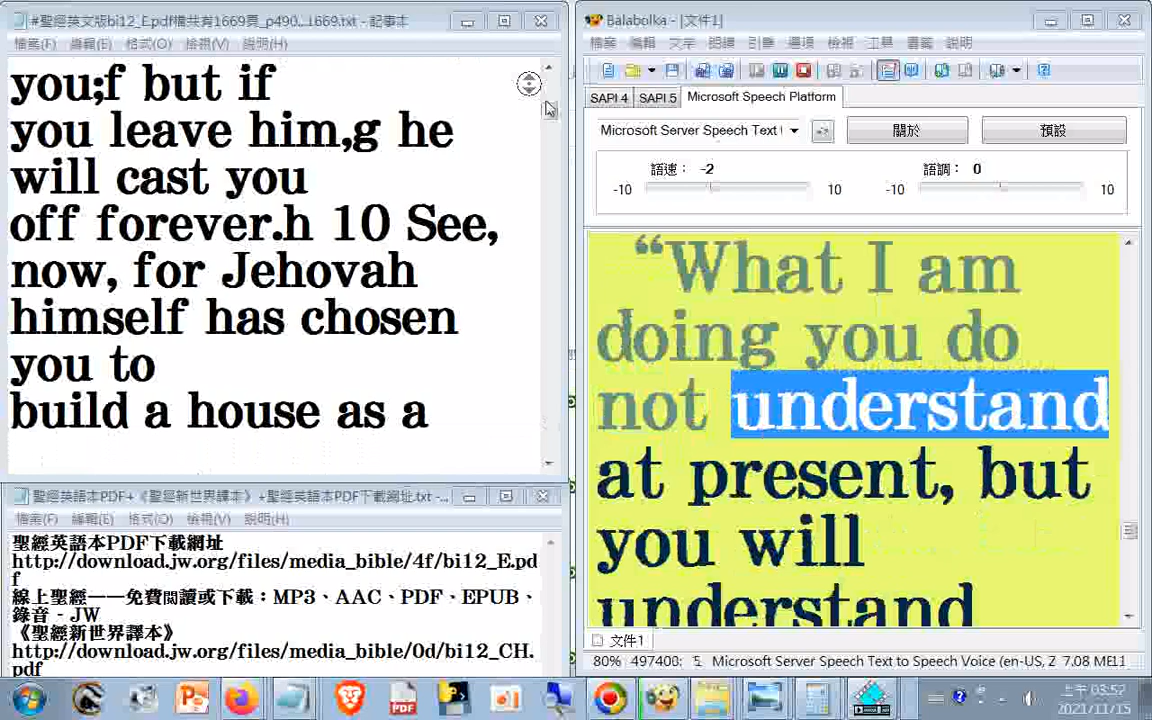 #聖經英文版bi12_E.pdf檔共有1669頁_p490...1669.txt - 記事本
檔案(F) 編輯(E) 格式(O) 檢視(V) 說明(H)
you;f but if
you leave him,g he
will cast you
off forever.h 10 See,
now, for Jehovah
himself has chosen
you to
build a house as a
聖經英語本PDF+《聖經新世界譯本》+聖經英語本PDF下載網址.txt - ...
檔案(F) 編輯(E) 格式(O) 檢視(V) 說明(H)
聖經英語本PDF下載網址
http://download.jw.org/files/media_bible/4f/bi12_E.pd
f
線上聖經——免費閱讀或下載：MP3、AAC、PDF、EPUB、
錄音 - JW
《聖經新世界譯本》
http://download.jw.org/files/media_bible/0d/bi12_CH.
pdf
Balabolka - [文件1]
檔案 編輯 文字 朗讀 引擎 選項 檢視 工具 書籤 說明
SAPI 4 SAPI 5 Microsoft Speech Platform
Microsoft Server Speech Text 關於 預設
語速： -2 語調： 0
-10 10 -10 10
“What I am
doing you do
not understand
at present, but
you will
understand
文件1
80% 497408: Microsoft Server Speech Text to Speech Voice (en-US, Z 7.08 ME11
上午 03:52
2021/11/15